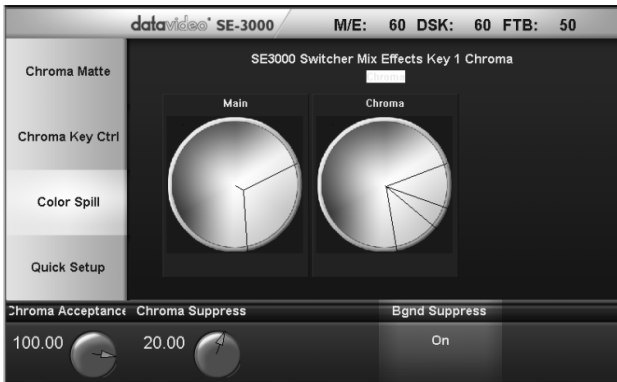 datavideo SE-3000 M/E: 60 DSK: 60 FTB: 50
SE3000 Switcher Mix Effects Key 1 Chroma
Chroma
Chroma Matte
Chroma Key Ctrl
Color Spill
Quick Setup
Main
Chroma
Chroma Acceptance
Chroma Suppress
Bgnd Suppress
100.00
20.00
On